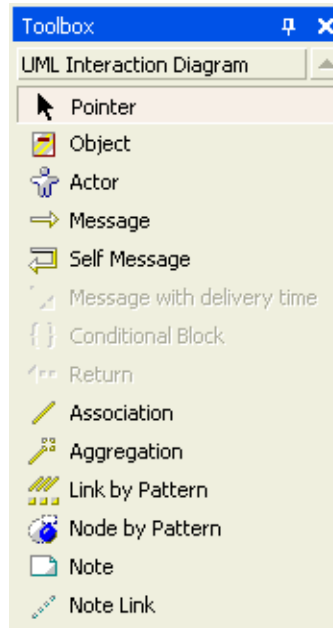 Toolbox
UML Interaction Diagram
Pointer
Object
Actor
Message
Self Message
Message with delivery time
Conditional Block
Return
Association
Aggregation
Link by Pattern
Node by Pattern
Note
Note Link